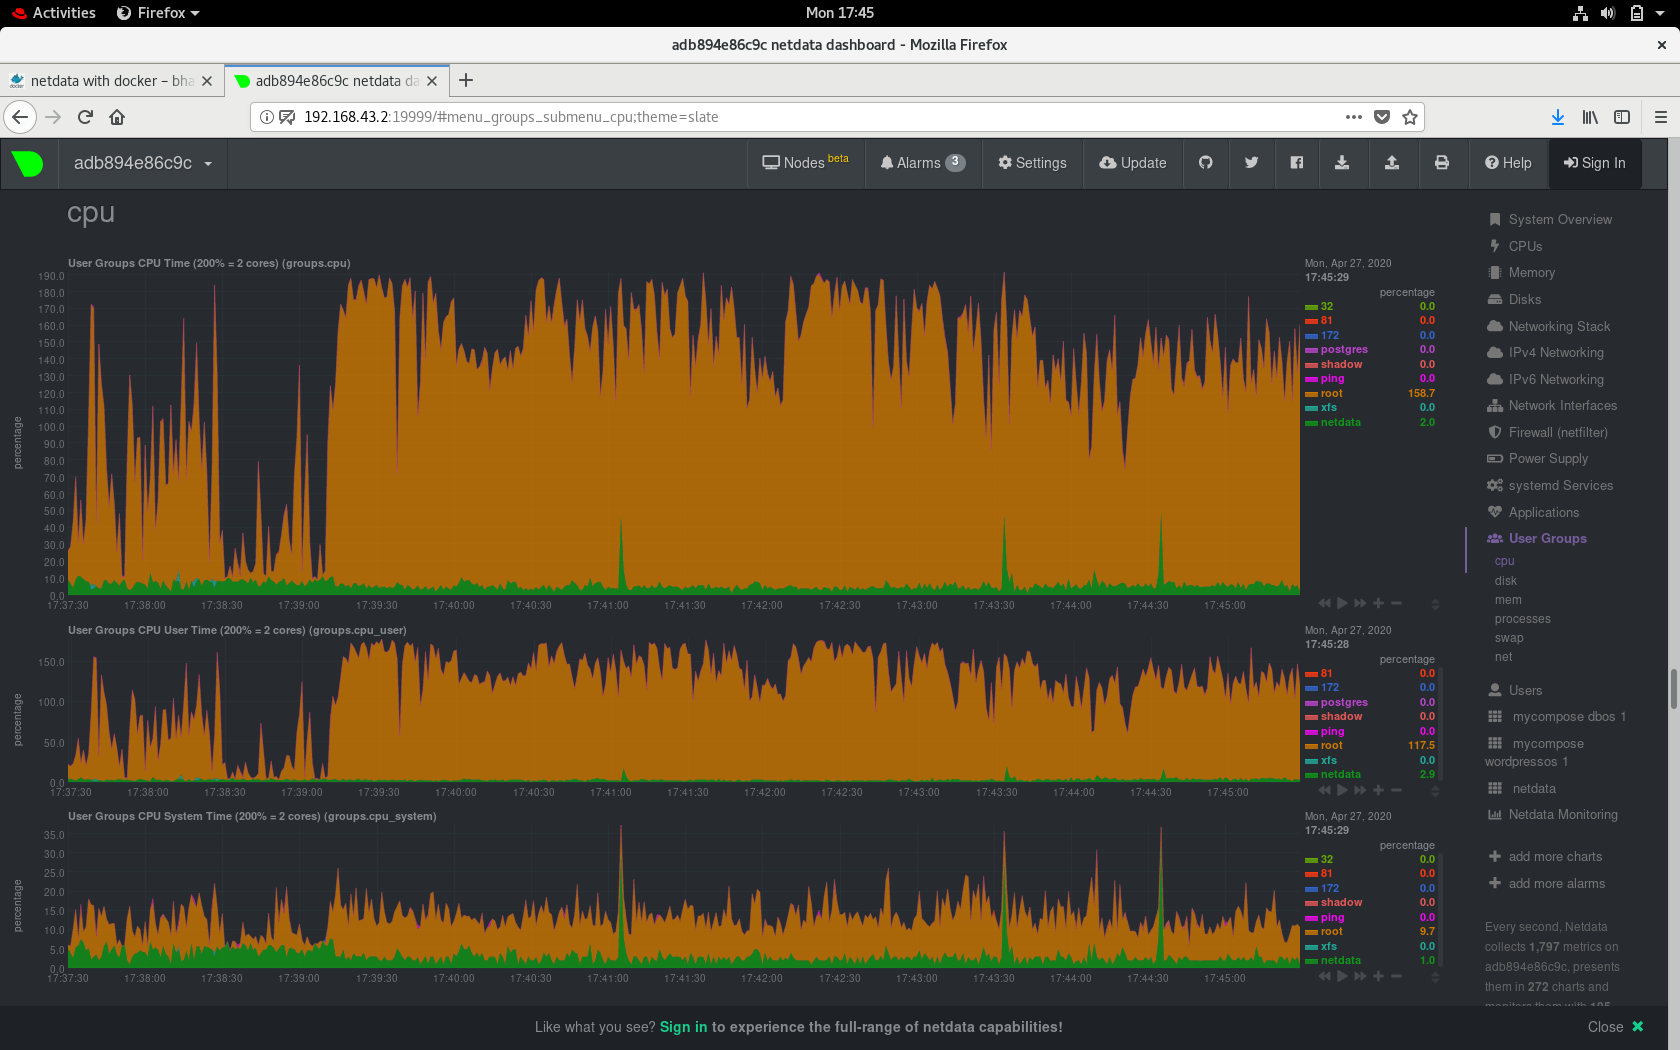 Activities
Firefox
Mon 17:45
adb894e86c9c netdata dashboard - Mozilla Firefox
netdata with docker – bha
adb894e86c9c netdata da
192.168.43.2:19999/#menu_groups_submenu_cpu;theme=slate
adb894e86c9c
Nodes beta
Alarms 3
Settings
Update
Help
Sign In
cpu
User Groups CPU Time (200% = 2 cores) (groups.cpu)
percentage
190.0
180.0
170.0
160.0
150.0
140.0
130.0
120.0
110.0
100.0
90.0
80.0
70.0
60.0
50.0
40.0
30.0
20.0
10.0
0.0
17:37:30 17:38:00 17:38:30 17:39:00 17:39:30 17:40:00 17:40:30 17:41:00 17:41:30 17:42:00 17:42:30 17:43:00 17:43:30 17:44:00 17:44:30 17:45:00
Mon, Apr 27, 2020
17:45:29
percentage
32 0.0
81 0.0
172 0.0
postgres 0.0
shadow 0.0
ping 0.0
root 158.7
xfs 0.0
netdata 2.0
User Groups CPU User Time (200% = 2 cores) (groups.cpu_user)
percentage
150.0
100.0
50.0
0.0
17:37:30 17:38:00 17:38:30 17:39:00 17:39:30 17:40:00 17:40:30 17:41:00 17:41:30 17:42:00 17:42:30 17:43:00 17:43:30 17:44:00 17:44:30 17:45:00
Mon, Apr 27, 2020
17:45:28
percentage
81 0.0
172 0.0
postgres 0.0
shadow 0.0
ping 0.0
root 117.5
xfs 0.0
netdata 2.9
User Groups CPU System Time (200% = 2 cores) (groups.cpu_system)
percentage
35.0
30.0
25.0
20.0
15.0
10.0
5.0
0.0
17:37:30 17:38:00 17:38:30 17:39:00 17:39:30 17:40:00 17:40:30 17:41:00 17:41:30 17:42:00 17:42:30 17:43:00 17:43:30 17:44:00 17:44:30 17:45:00
Mon, Apr 27, 2020
17:45:29
percentage
32 0.0
81 0.0
172 0.0
shadow 0.0
ping 0.0
root 9.7
xfs 0.0
netdata 1.0
System Overview
CPUs
Memory
Disks
Networking Stack
IPv4 Networking
IPv6 Networking
Network Interfaces
Firewall (netfilter)
Power Supply
systemd Services
Applications
User Groups
cpu
disk
mem
processes
swap
net
Users
mycompose dbos 1
mycompose
wordpressos 1
netdata
Netdata Monitoring
add more charts
add more alarms
Every second, Netdata
collects 1,797 metrics on
adb894e86c9c, presents
them in 272 charts and
monitors them with 195
Like what you see? Sign in to experience the full-range of netdata capabilities!
Close